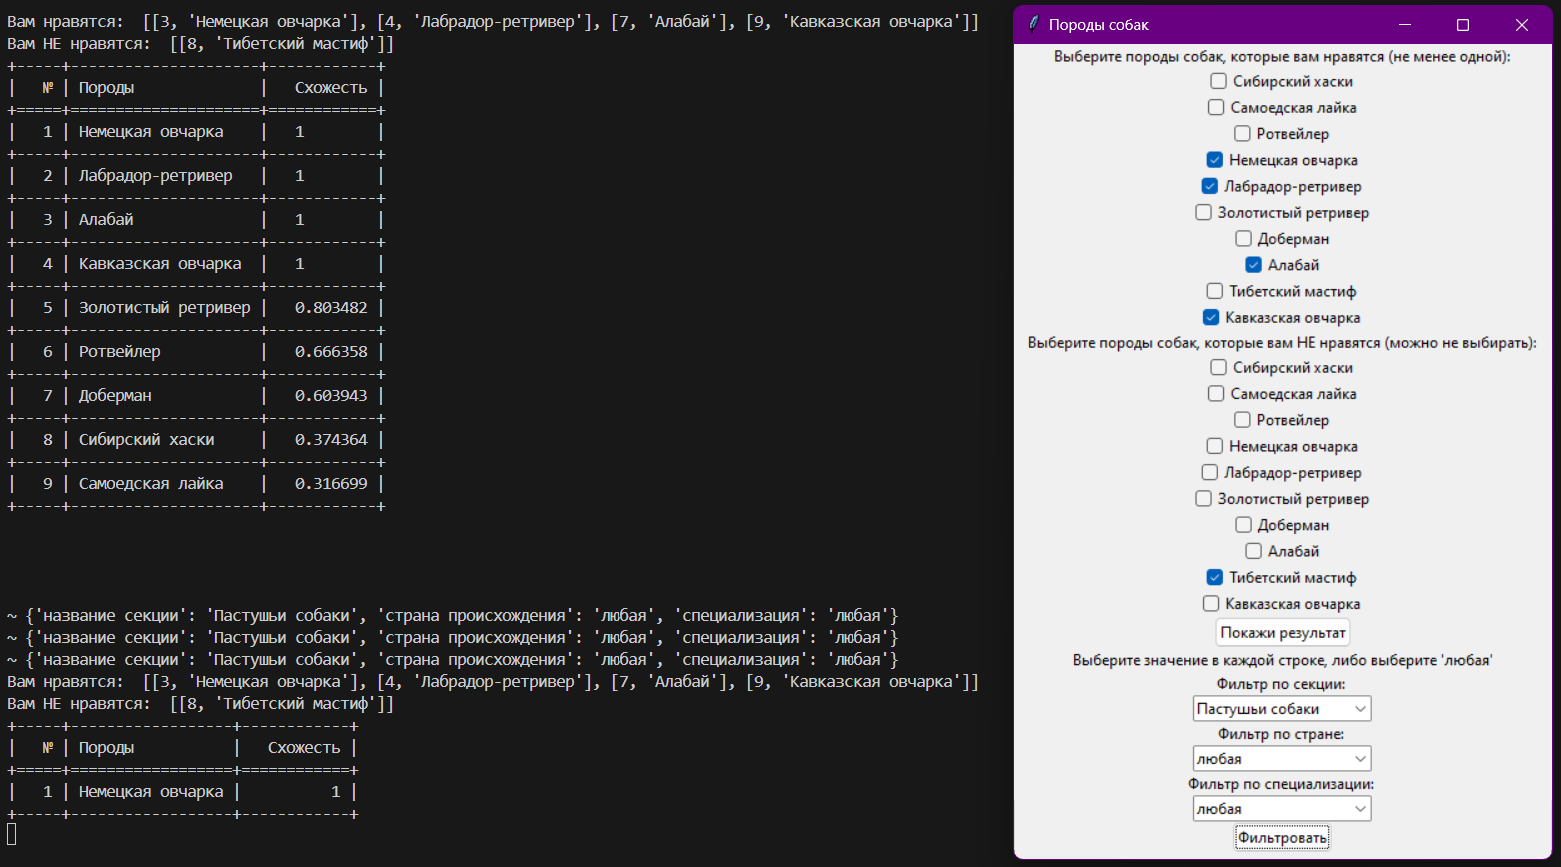 Вам нравятся:  [[3, 'Немецкая овчарка'], [4, 'Лабрадор-ретривер'], [7, 'Алабай'], [9, 'Кавказская овчарка']]
Вам НЕ нравятся:  [[8, 'Тибетский мастиф']]
+-----+---------------------+------------+
|   № | Породы              |   Схожесть |
+=====+=====================+============+
|   1 | Немецкая овчарка    |   1        |
+-----+---------------------+------------+
|   2 | Лабрадор-ретривер   |   1        |
+-----+---------------------+------------+
|   3 | Алабай              |   1        |
+-----+---------------------+------------+
|   4 | Кавказская овчарка  |   1        |
+-----+---------------------+------------+
|   5 | Золотистый ретривер |   0.803482 |
+-----+---------------------+------------+
|   6 | Ротвейлер           |   0.666358 |
+-----+---------------------+------------+
|   7 | Доберман            |   0.603943 |
+-----+---------------------+------------+
|   8 | Сибирский хаски     |   0.374364 |
+-----+---------------------+------------+
|   9 | Самоедская лайка    |   0.316699 |
+-----+---------------------+------------+
~ {'название секции': 'Пастушьи собаки', 'страна происхождения': 'любая', 'специализация': 'любая'}
~ {'название секции': 'Пастушьи собаки', 'страна происхождения': 'любая', 'специализация': 'любая'}
~ {'название секции': 'Пастушьи собаки', 'страна происхождения': 'любая', 'специализация': 'любая'}
Вам нравятся:  [[3, 'Немецкая овчарка'], [4, 'Лабрадор-ретривер'], [7, 'Алабай'], [9, 'Кавказская овчарка']]
Вам НЕ нравятся:  [[8, 'Тибетский мастиф']]
+-----+------------------+------------+
|   № | Породы           |   Схожесть |
+=====+==================+============+
|   1 | Немецкая овчарка |          1 |
+-----+------------------+------------+
Породы собак
Выберите породы собак, которые вам нравятся (не менее одной):
Сибирский хаски
Самоедская лайка
Ротвейлер
Немецкая овчарка
Лабрадор-ретривер
Золотистый ретривер
Доберман
Алабай
Тибетский мастиф
Кавказская овчарка
Выберите породы собак, которые вам НЕ нравятся (можно не выбирать):
Сибирский хаски
Самоедская лайка
Ротвейлер
Немецкая овчарка
Лабрадор-ретривер
Золотистый ретривер
Доберман
Алабай
Тибетский мастиф
Кавказская овчарка
Покажи результат
Выберите значение в каждой строке, либо выберите 'любая'
Фильтр по секции:
Пастушьи собаки
Фильтр по стране:
любая
Фильтр по специализации:
любая
Фильтровать